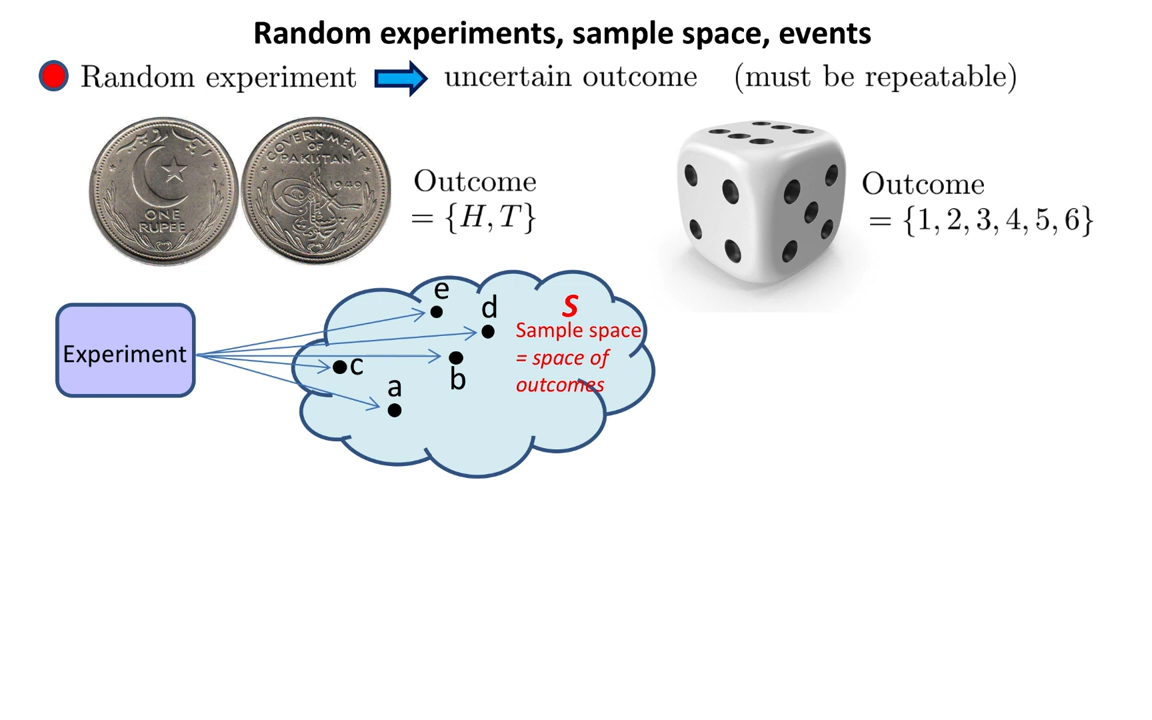 Random experiments, sample space, events
Random experiment
uncertain outcome (must be repeatable)
ONE
RUPEE
GOVERNMENT
OF
PAKISTAN
1949
Outcome
= {H, T}
Outcome
= {1, 2, 3, 4, 5, 6}
Experiment
e
d
c
b
a
S
Sample space
= space of
outcomes